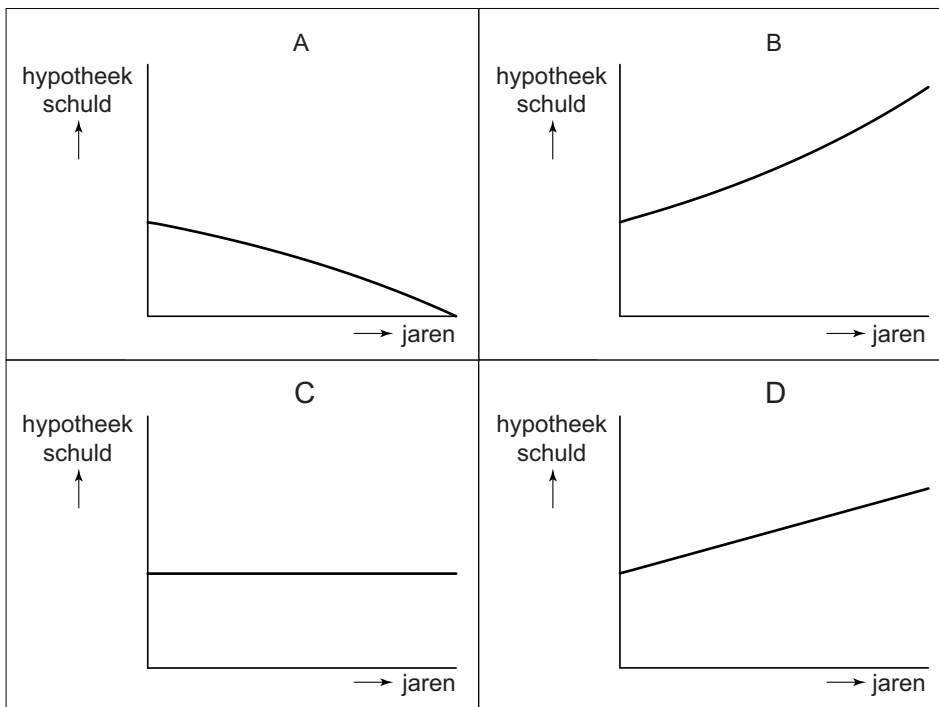 A
hypotheek
schuld
jaren
B
hypotheek
schuld
jaren
C
hypotheek
schuld
jaren
D
hypotheek
schuld
jaren